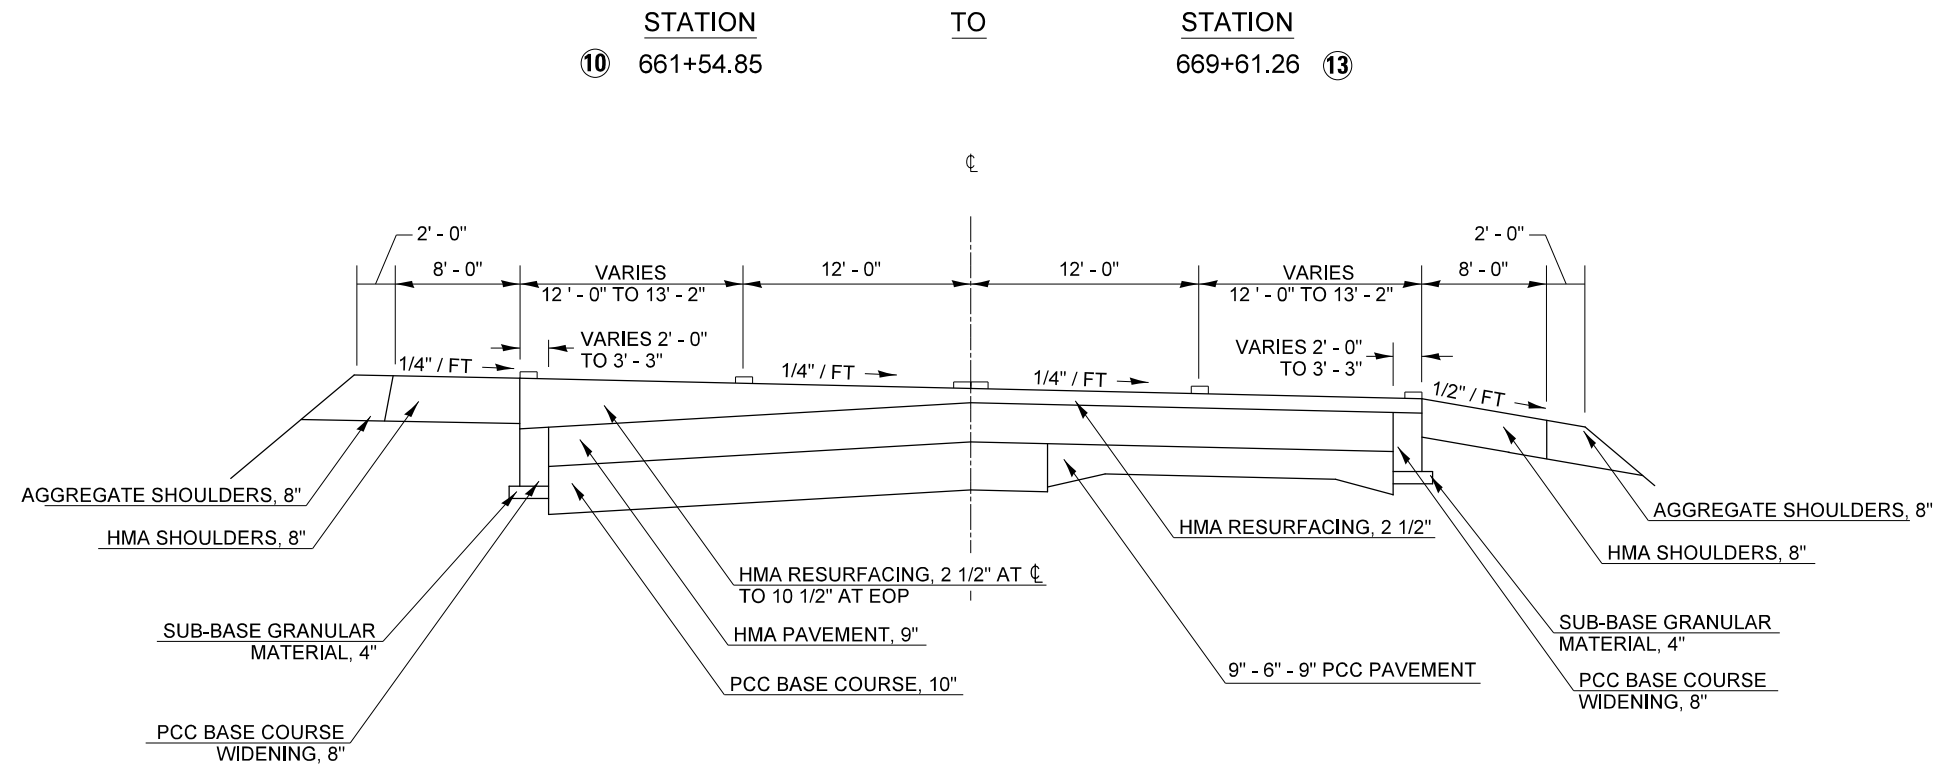 STATION TO STATION
10 661+54.85 669+61.26 13
℄
2' - 0" 2' - 0"
8' - 0" VARIES 12' - 0" 12' - 0" VARIES 8' - 0"
12 ' - 0" TO 13' - 2" 12 ' - 0" TO 13' - 2"
VARIES 2' - 0"
TO 3' - 3"
VARIES 2' - 0"
TO 3' - 3"
1/4" / FT 1/4" / FT 1/4" / FT 1/2" / FT
AGGREGATE SHOULDERS, 8"
HMA SHOULDERS, 8"
SUB-BASE GRANULAR
MATERIAL, 4"
PCC BASE COURSE
WIDENING, 8"
HMA RESURFACING, 2 1/2" AT ℄
TO 10 1/2" AT EOP
HMA PAVEMENT, 9"
PCC BASE COURSE, 10"
HMA RESURFACING, 2 1/2"
9" - 6" - 9" PCC PAVEMENT
AGGREGATE SHOULDERS, 8"
HMA SHOULDERS, 8"
SUB-BASE GRANULAR
MATERIAL, 4"
PCC BASE COURSE
WIDENING, 8"